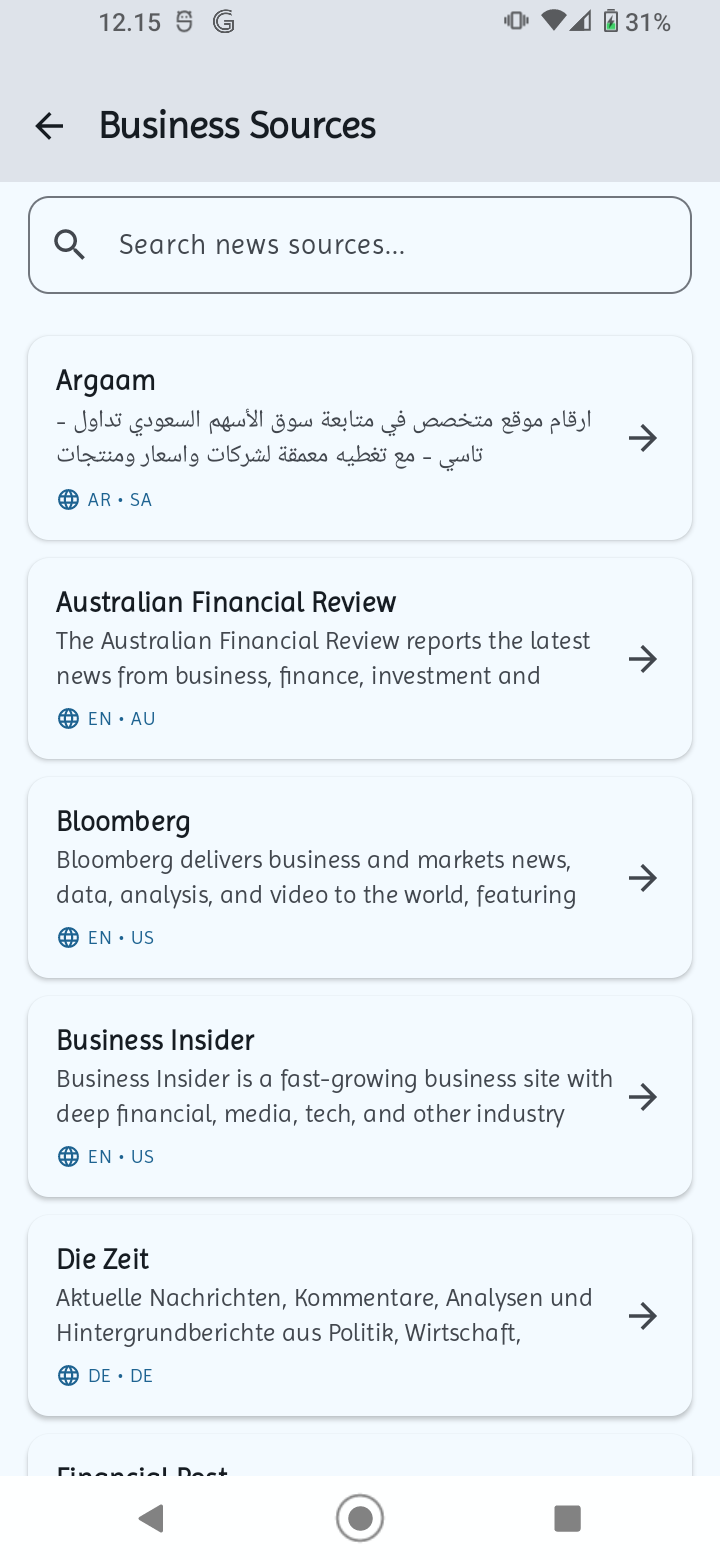 12.15
31%
Business Sources
Search news sources...
Argaam
ارقام موقع متخصص في متابعة سوق الأسهم السعودي تداول -
تاسي - مع تغطيه معمقة لشركات واسعار ومنتجات
AR • SA
Australian Financial Review
The Australian Financial Review reports the latest
news from business, finance, investment and
EN • AU
Bloomberg
Bloomberg delivers business and markets news,
data, analysis, and video to the world, featuring
EN • US
Business Insider
Business Insider is a fast-growing business site with
deep financial, media, tech, and other industry
EN • US
Die Zeit
Aktuelle Nachrichten, Kommentare, Analysen und
Hintergrundberichte aus Politik, Wirtschaft,
DE • DE
Financial Post